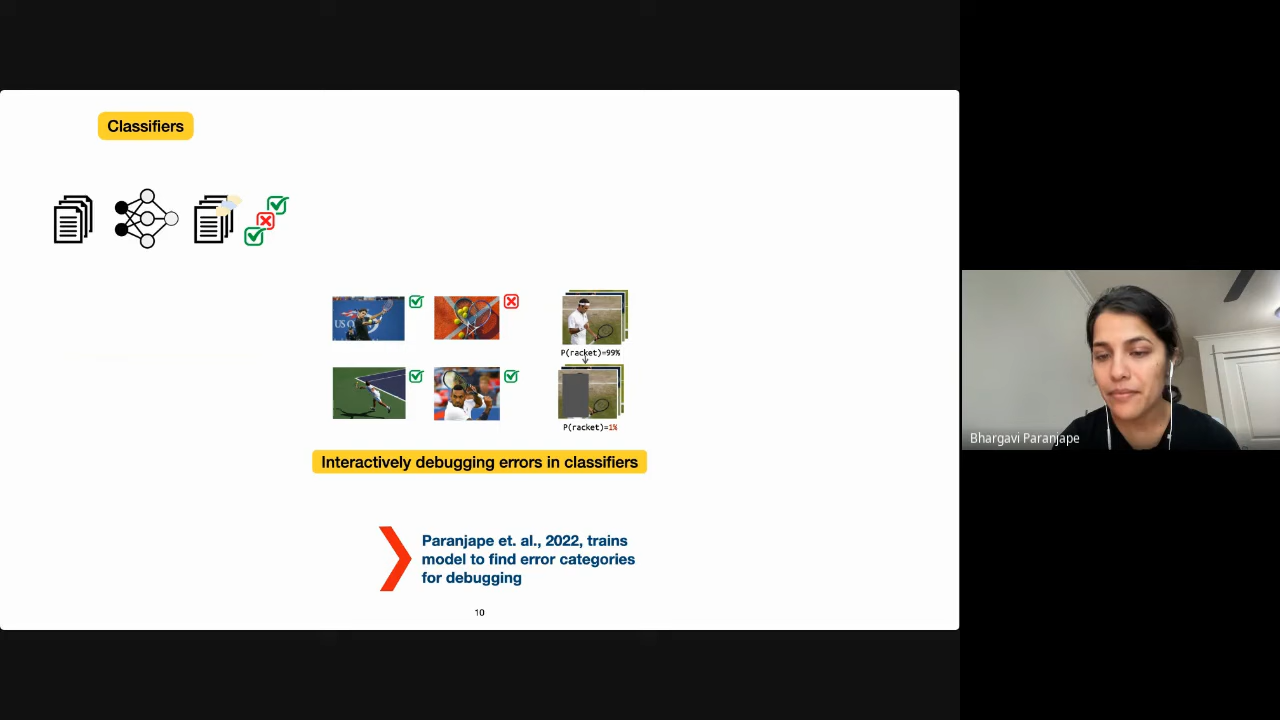 Classifiers
US O
P(racket)=99%
P(racket)=1%
Interactively debugging errors in classifiers
Paranjape et. al., 2022, trains
model to find error categories
for debugging
10
Bhargavi Paranjape